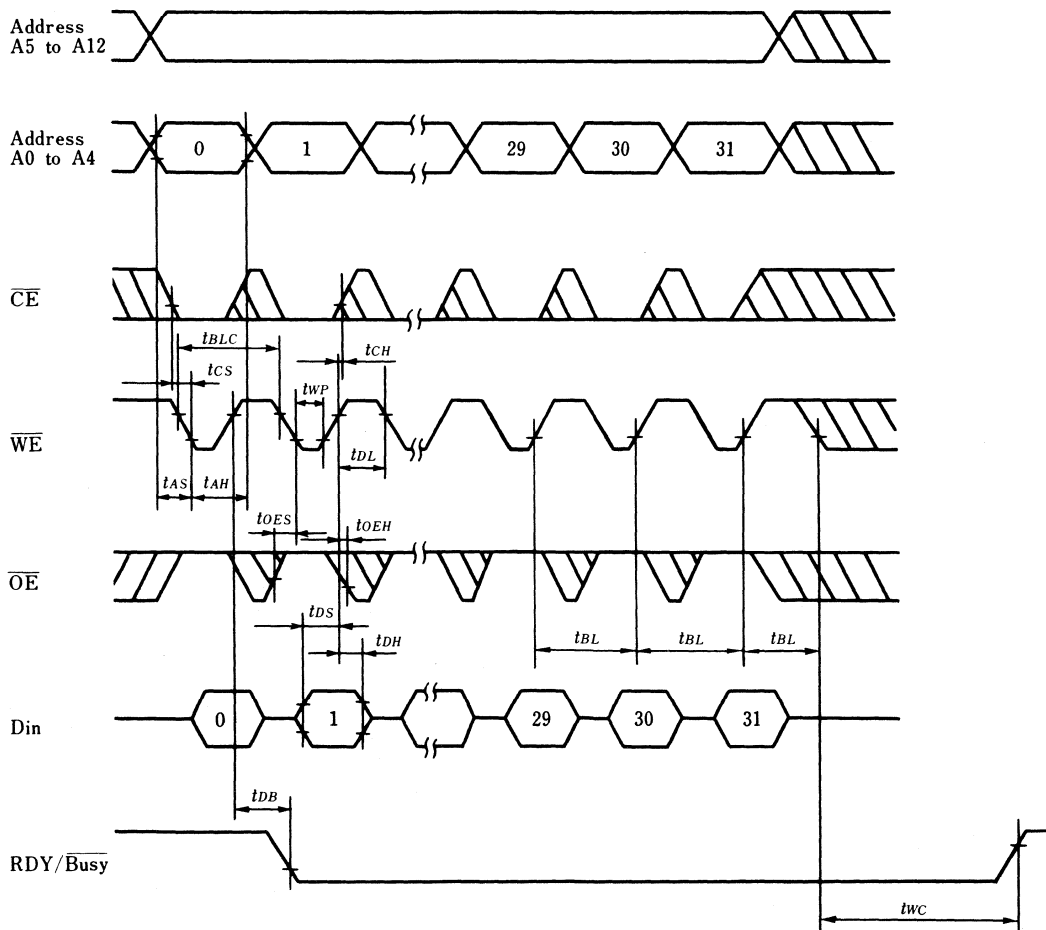 Address
A5 to A12
Address
A0 to A4
0 1 29 30 31
CE
tBLC
tCH
tCS
tWP
WE
tDL
tAS tAH
tOES tOEH
OE
tDS
tDH
tBL tBL tBL
Din
0 1 29 30 31
tDB
RDY/Busy
tWC